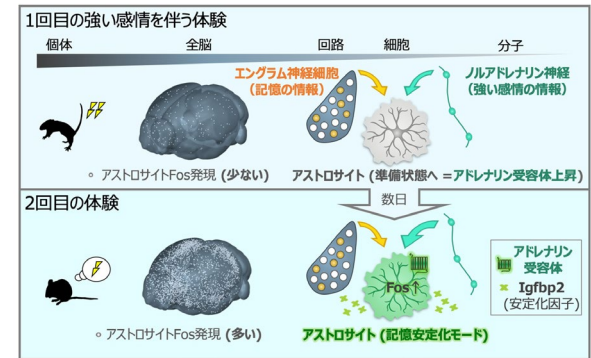 1回目の強い感情を伴う体験
個体 全脳 回路 細胞 分子
エングラム神経細胞
(記憶の情報)
ノルアドレナリン神経
(強い感情の情報)
アストロサイトFos発現 (少ない)
アストロサイト (準備状態へ =アドレナリン受容体上昇)
数日
2回目の体験
Fos↑
アドレナリン
受容体
Igfbp2
(安定化因子)
アストロサイトFos発現 (多い)
アストロサイト (記憶安定化モード)